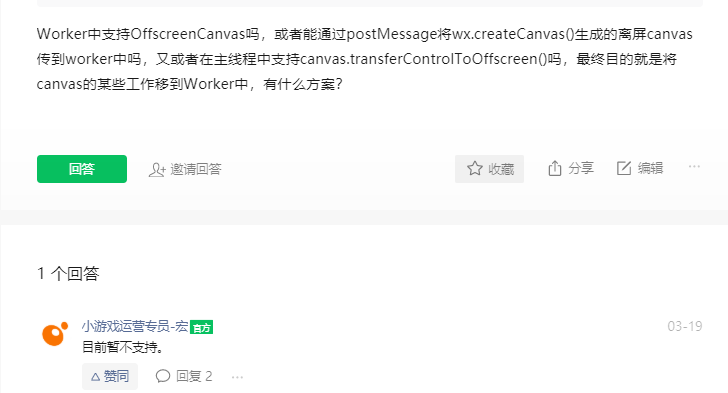 Worker中支持OffscreenCanvas吗，或者能通过postMessage将wx.createCanvas()生成的离屏canvas
传到worker中吗，又或者在主线程中支持canvas.transferControlToOffscreen()吗，最终目的就是将
canvas的某些工作移到Worker中，有什么方案？
回答 邀请回答 收藏 分享 编辑 ···
1 个回答
小游戏运营专员-宏 官方 03-19
目前暂不支持。
赞同 回复 2 ···